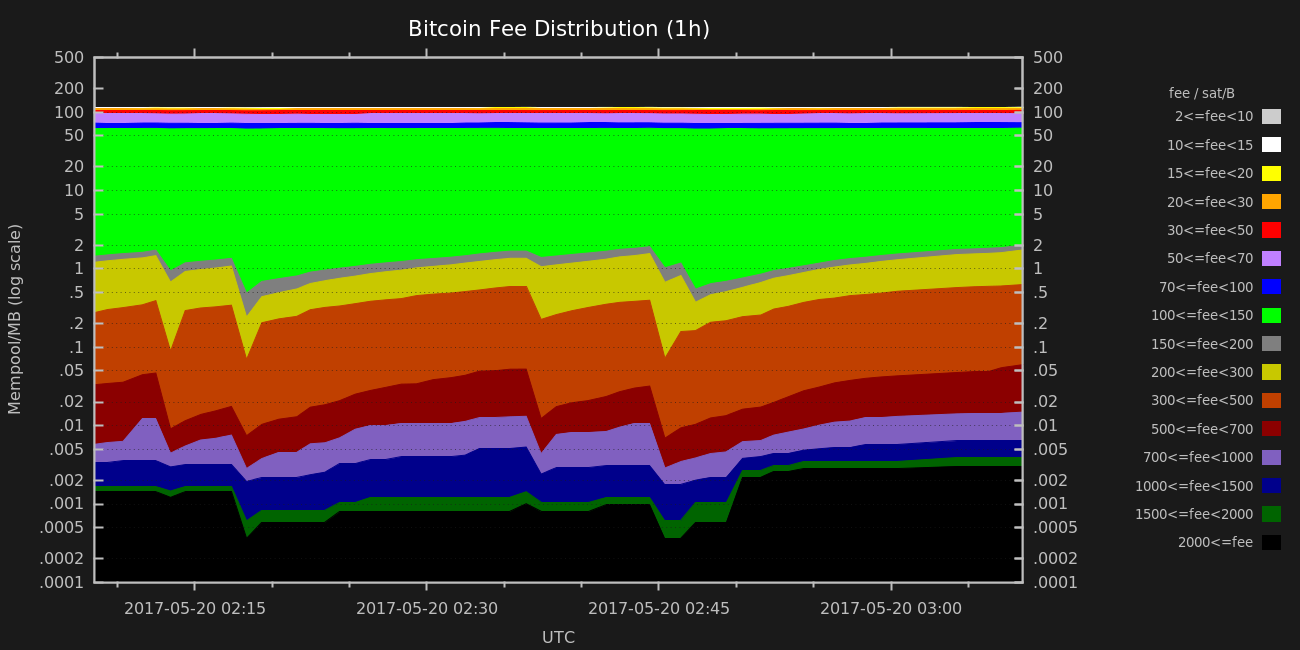 Bitcoin Fee Distribution (1h)
500
200
100
50
20
10
5
2
1
.5
.2
.1
.05
.02
.01
.005
.002
.001
.0005
.0002
.0001
Mempool/MB (log scale)
500
200
100
50
20
10
5
2
1
.5
.2
.1
.05
.02
.01
.005
.002
.001
.0005
.0002
.0001
2017-05-20 02:15 2017-05-20 02:30 2017-05-20 02:45 2017-05-20 03:00
UTC
fee / sat/B
2<=fee<10
10<=fee<15
15<=fee<20
20<=fee<30
30<=fee<50
50<=fee<70
70<=fee<100
100<=fee<150
150<=fee<200
200<=fee<300
300<=fee<500
500<=fee<700
700<=fee<1000
1000<=fee<1500
1500<=fee<2000
2000<=fee